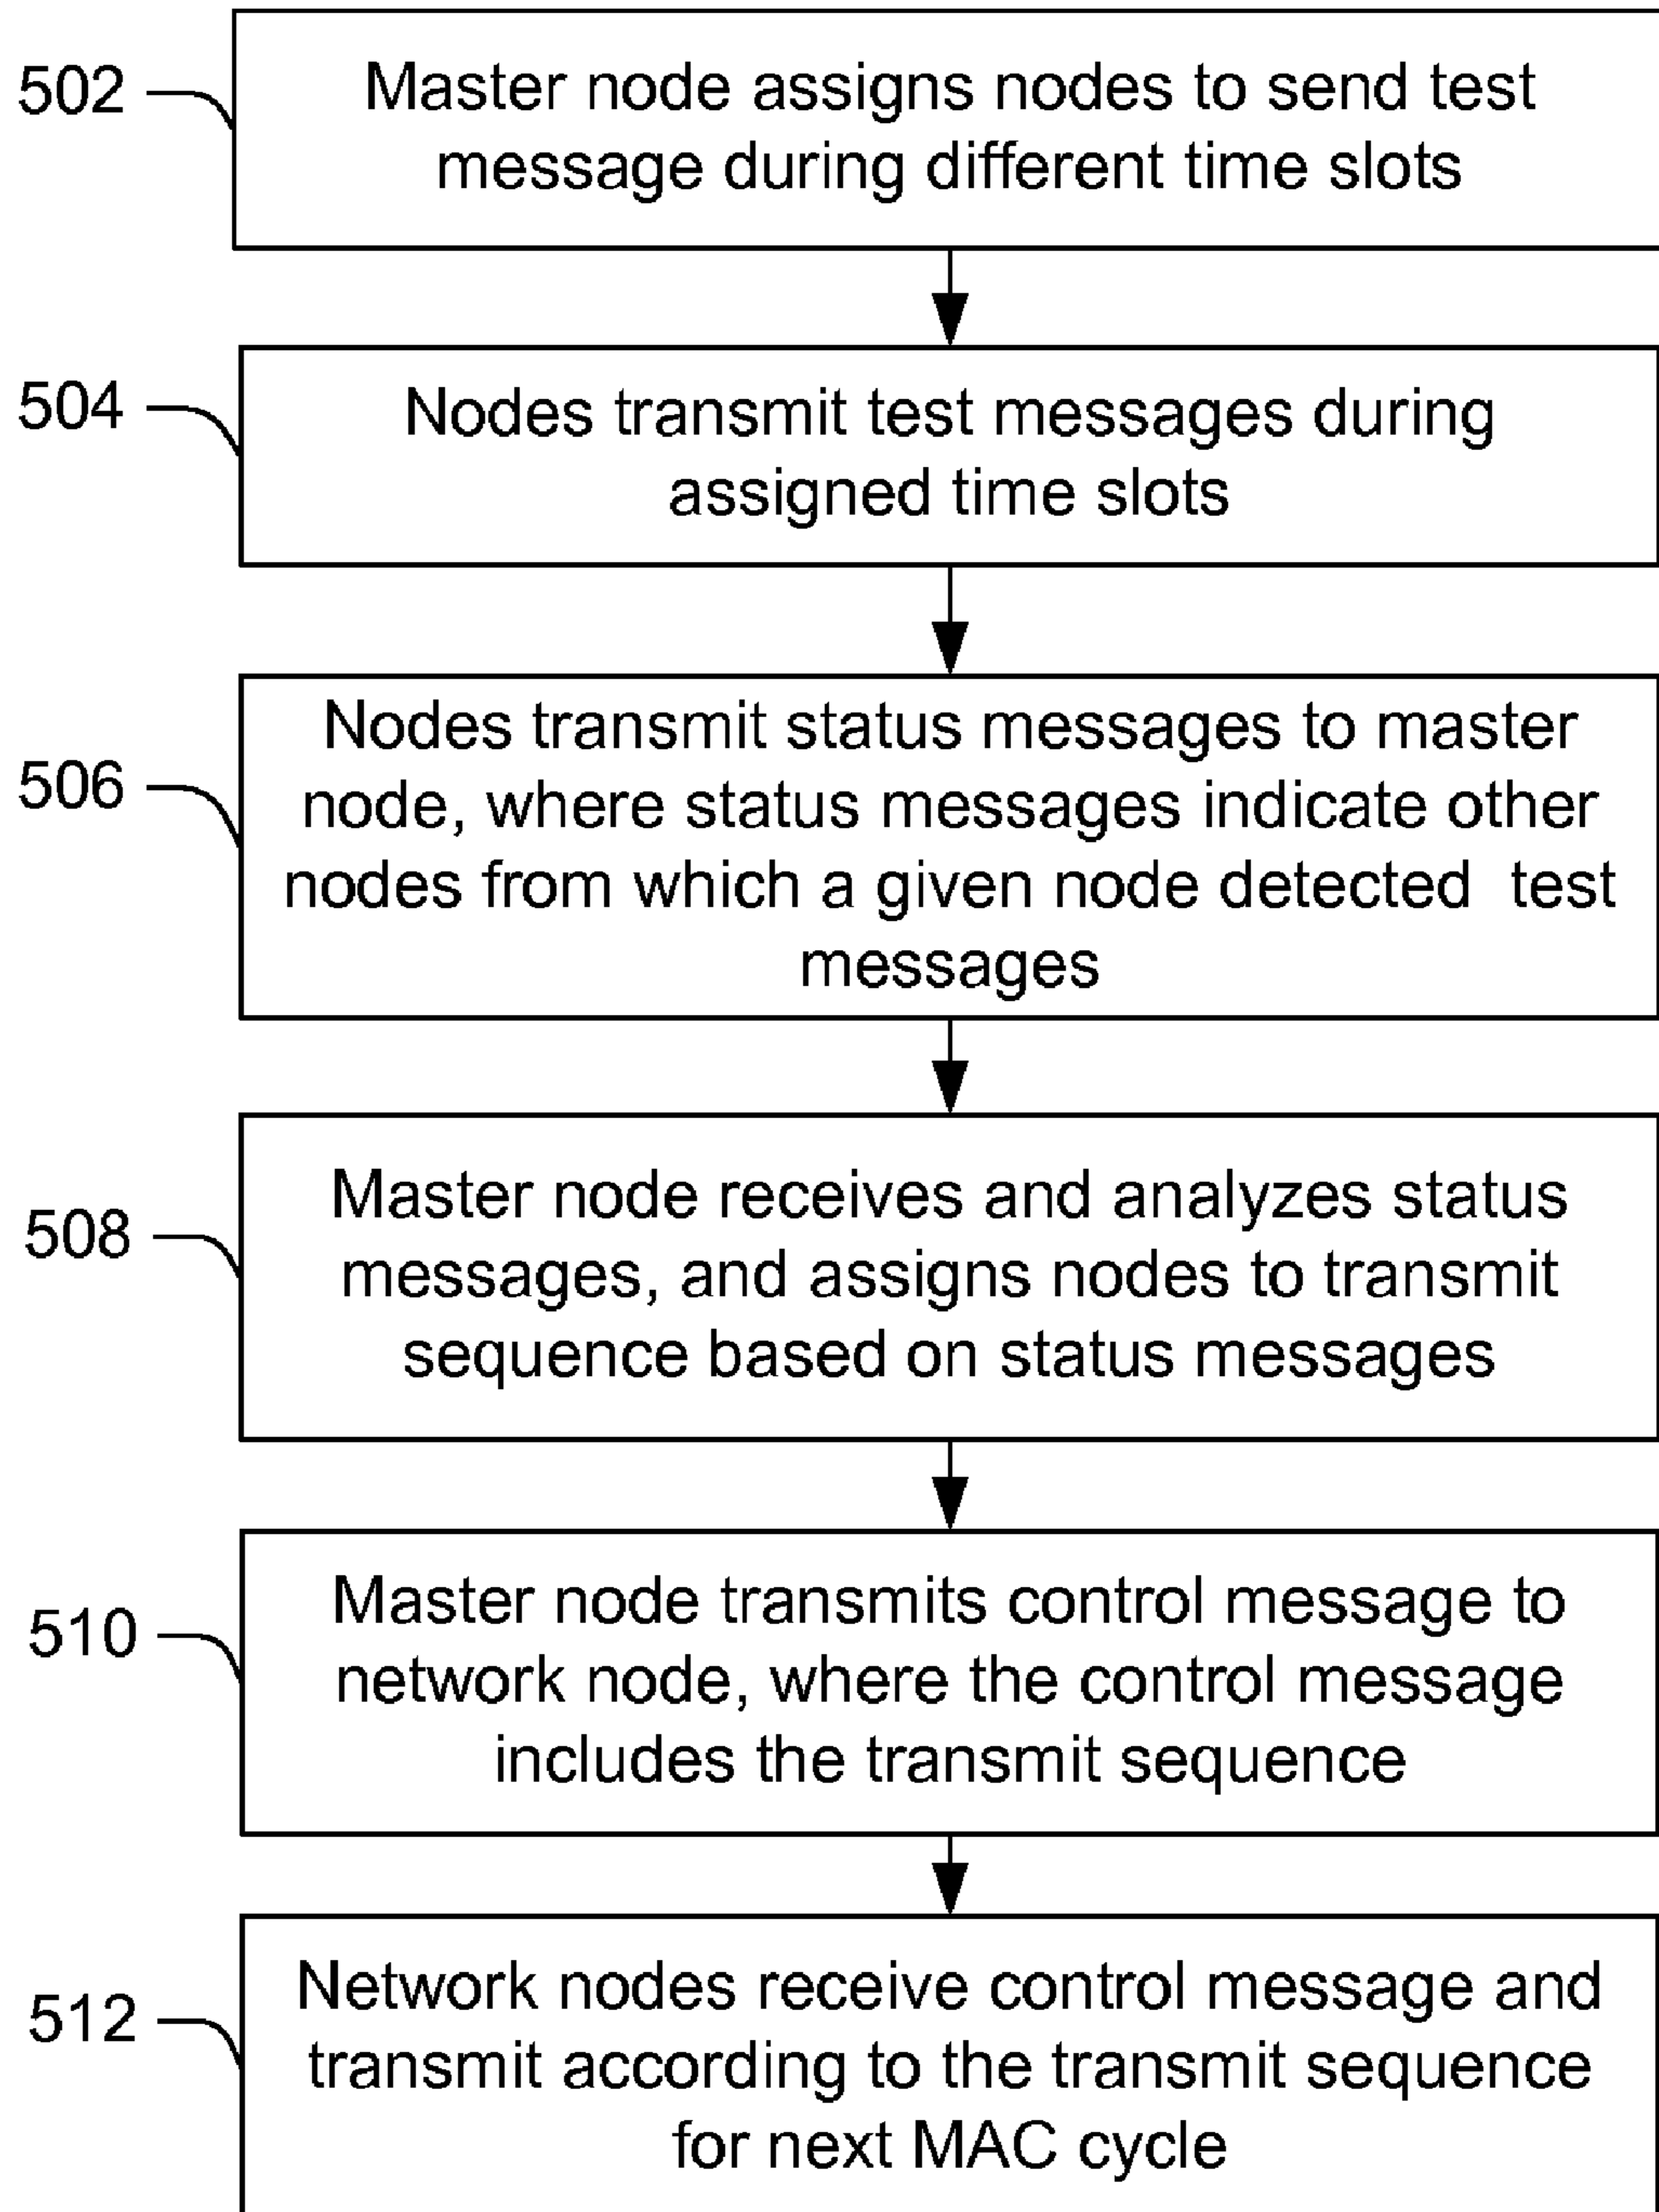 502
Master node assigns nodes to send test
message during different time slots
504
Nodes transmit test messages during
assigned time slots
506
Nodes transmit status messages to master
node, where status messages indicate other
nodes from which a given node detected test
messages
508
Master node receives and analyzes status
messages, and assigns nodes to transmit
sequence based on status messages
510
Master node transmits control message to
network node, where the control message
includes the transmit sequence
512
Network nodes receive control message and
transmit according to the transmit sequence
for next MAC cycle